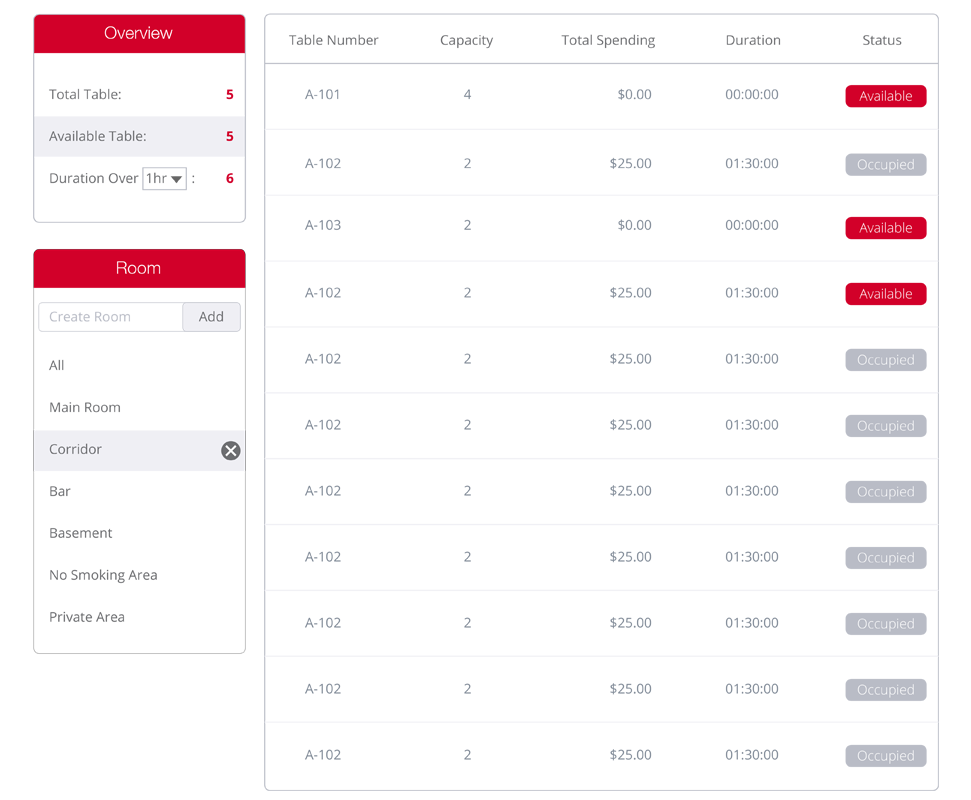 Overview
Total Table: 5
Available Table: 5
Duration Over 1hr : 6
Room
Create Room Add
All
Main Room
Corridor
Bar
Basement
No Smoking Area
Private Area
Table Number Capacity Total Spending Duration Status
A-101 4 $0.00 00:00:00 Available
A-102 2 $25.00 01:30:00 Occupied
A-103 2 $0.00 00:00:00 Available
A-102 2 $25.00 01:30:00 Available
A-102 2 $25.00 01:30:00 Occupied
A-102 2 $25.00 01:30:00 Occupied
A-102 2 $25.00 01:30:00 Occupied
A-102 2 $25.00 01:30:00 Occupied
A-102 2 $25.00 01:30:00 Occupied
A-102 2 $25.00 01:30:00 Occupied
A-102 2 $25.00 01:30:00 Occupied